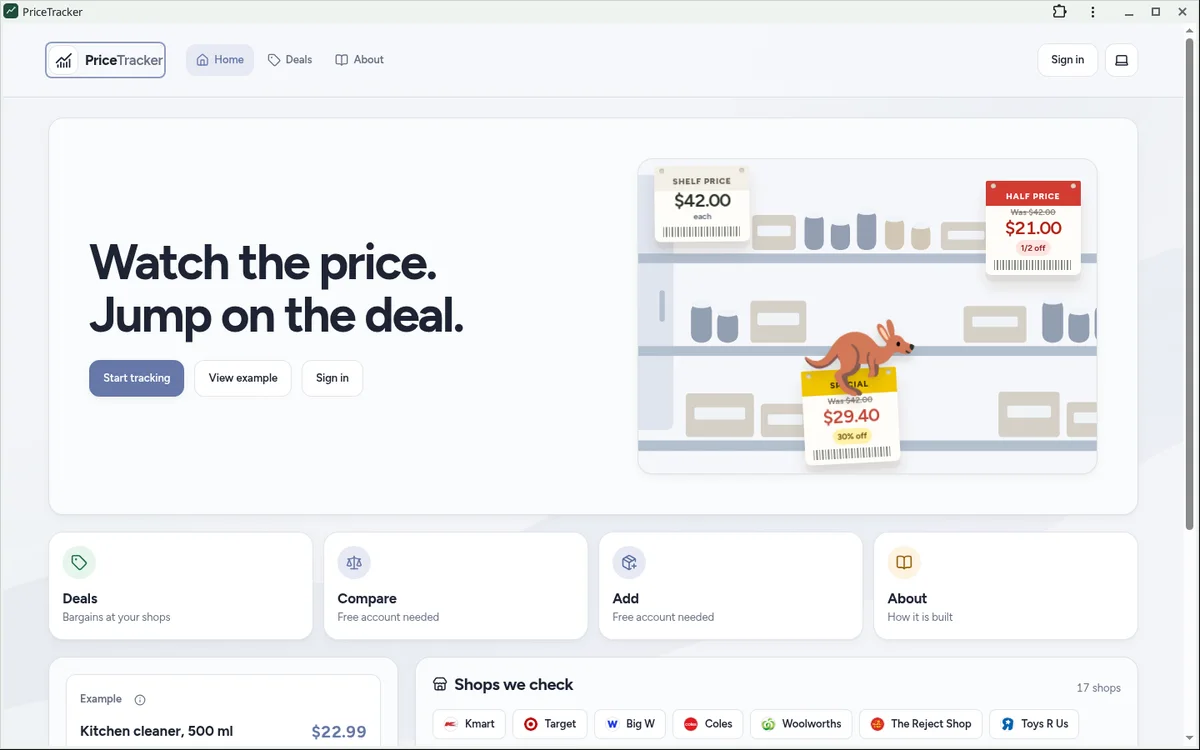 PriceTracker
PriceTracker
Home
Deals
About
Sign in
Watch the price.
Jump on the deal.
Start tracking
View example
Sign in
SHELF PRICE
$42.00
each
HALF PRICE
Was $42.00
$21.00
1/2 off
Was $42.00
$29.40
30% off
Deals
Bargains at your shops
Compare
Free account needed
Add
Free account needed
About
How it is built
Example
Kitchen cleaner, 500 ml
$22.99
Shops we check
17 shops
Kmart
Target
Big W
Coles
Woolworths
The Reject Shop
Toys R Us